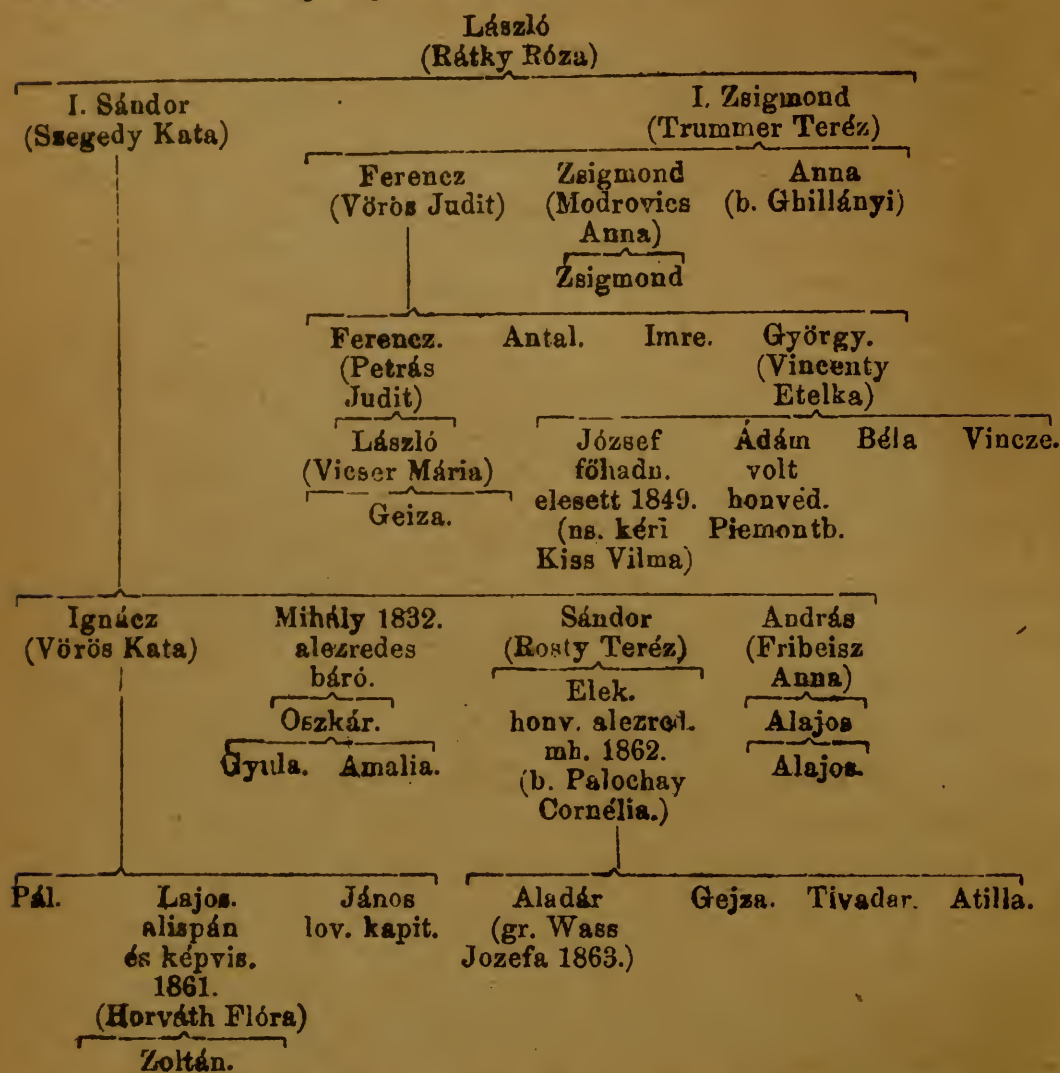 László
(Rátky Róza)
I. Sándor I. Zsigmond
(Szegedy Kata) (Trummer Teréz)
Ferencz Zsigmond Anna
(Vörös Judit) (Modrovics (b. Ghillányi)
Anna)
Zsigmond
Ferencz. Antal. Imre. György.
(Petrás (Vincenty
Judit) Etelka)
László József Ádám Béla Vincze.
(Vicser Mária) főhadn. volt
elesett 1849. honvéd.
Geiza. (ns. kéri Piemontb.
Kiss Vilma)
Ignácz Mihály 1832. Sándor András
(Vörös Kata) alezredes (Rosty Teréz) (Fribeisz
báró. Elek. Anna)
Oszkár. honv. alezred. Alajos
Gyula. Amalia. mh. 1862. Alajos.
(b. Palochay
Cornélia.)
Pál. Lajos. János Aladár Gejza. Tivadar. Atilla.
alispán lov. kapit. (gr. Wass
és képvis. Jozefa 1863.)
1861.
(Horváth Flóra)
Zoltán.